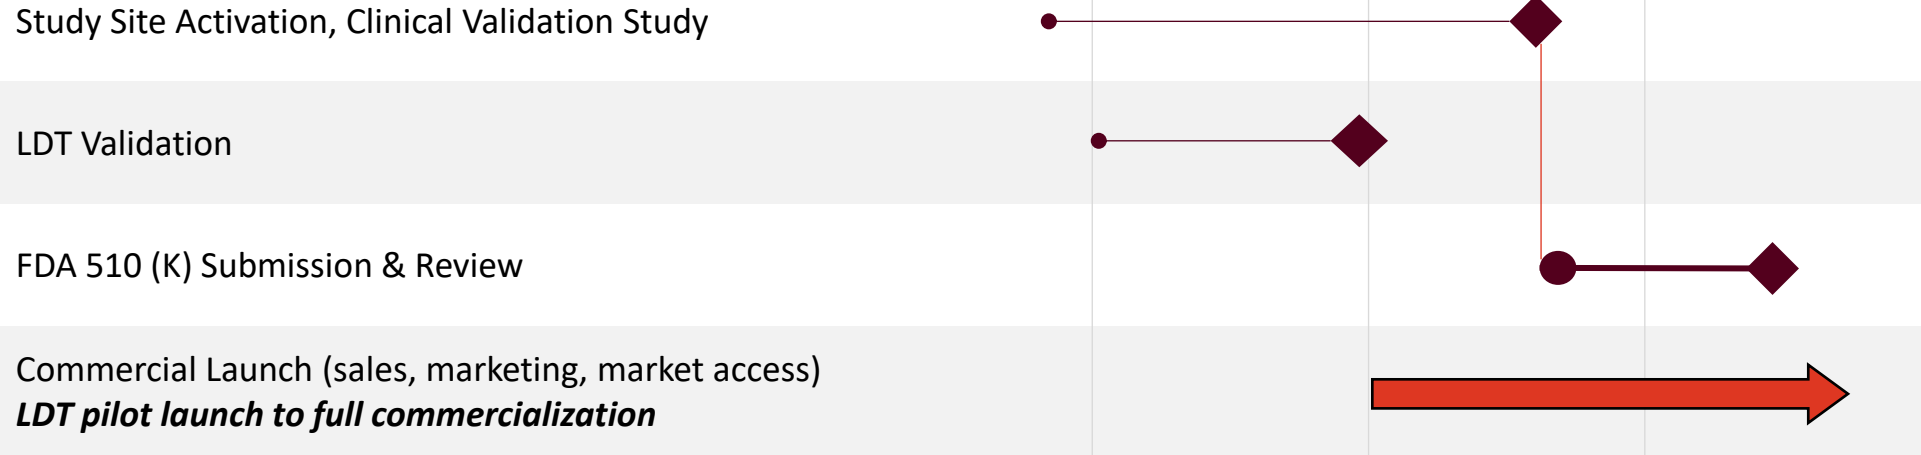 Study Site Activation, Clinical Validation Study
LDT Validation
FDA 510 (K) Submission & Review
Commercial Launch (sales, marketing, market access)
LDT pilot launch to full commercialization